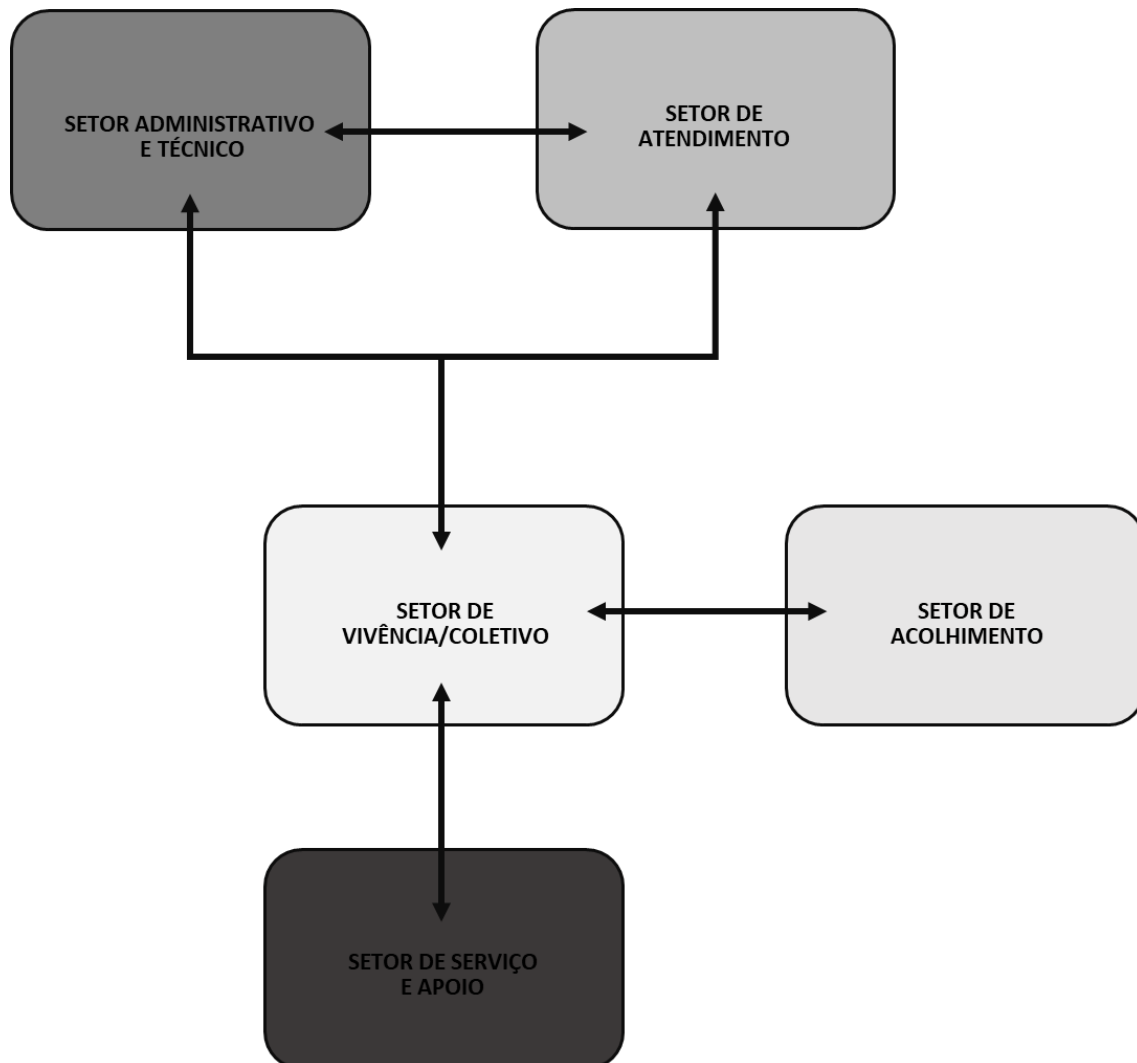 SETOR ADMINISTRATIVO
E TÉCNICO
SETOR DE
ATENDIMENTO
SETOR DE
VIVÊNCIA/COLETIVO
SETOR DE
ACOLHIMENTO
SETOR DE SERVIÇO
E APOIO